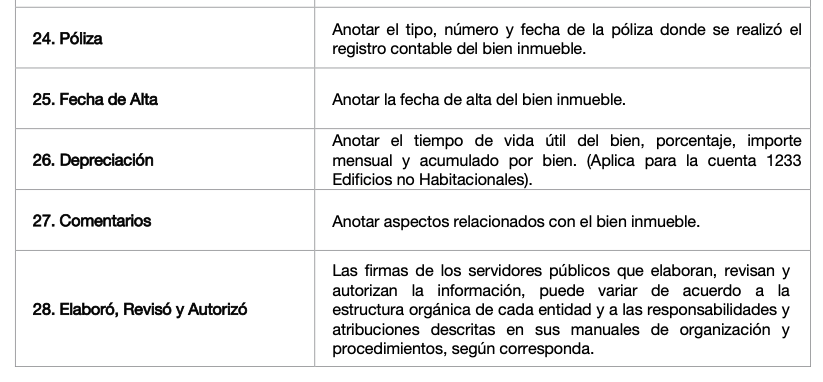 24. Póliza
Anotar el tipo, número y fecha de la póliza donde se realizó el
registro contable del bien inmueble.
25. Fecha de Alta
Anotar la fecha de alta del bien inmueble.
26. Depreciación
Anotar el tiempo de vida útil del bien, porcentaje, importe
mensual y acumulado por bien. (Aplica para la cuenta 1233
Edificios no Habitacionales).
27. Comentarios
Anotar aspectos relacionados con el bien inmueble.
28. Elaboró, Revisó y Autorizó
Las firmas de los servidores públicos que elaboran, revisan y
autorizan la información, puede variar de acuerdo a la
estructura orgánica de cada entidad y a las responsabilidades y
atribuciones descritas en sus manuales de organización y
procedimientos, según corresponda.